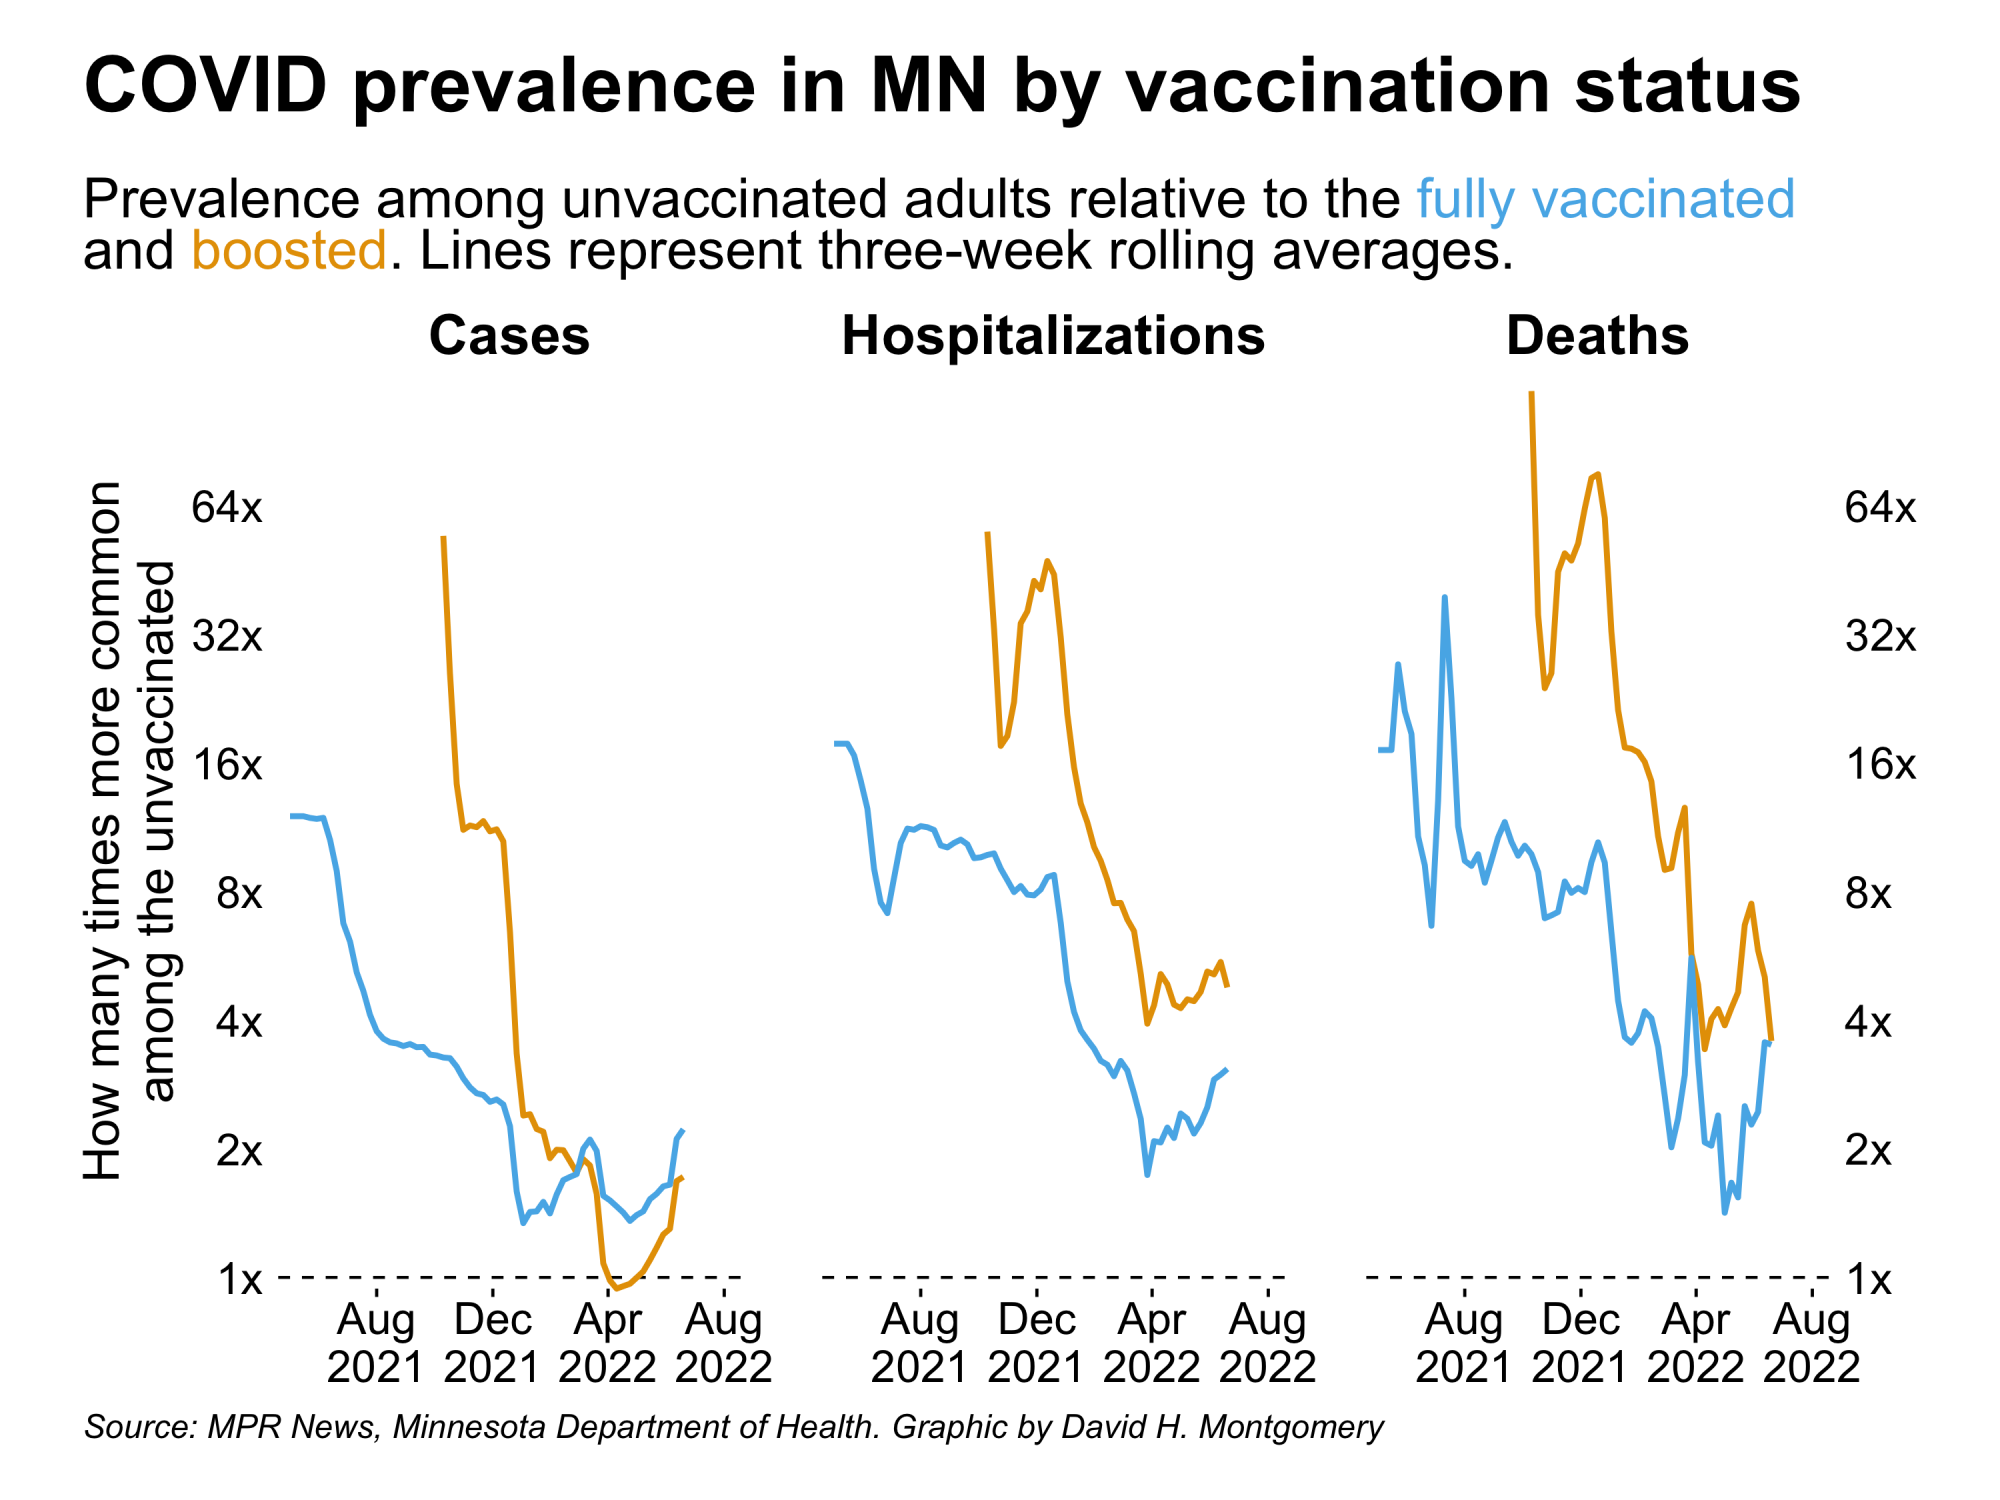 COVID prevalence in MN by vaccination status
Prevalence among unvaccinated adults relative to the fully vaccinated
and boosted. Lines represent three-week rolling averages.
Cases
Hospitalizations
Deaths
How many times more common
among the unvaccinated
64x
32x
16x
8x
4x
2x
1x
64x
32x
16x
8x
4x
2x
1x
Aug
2021
Dec
2021
Apr
2022
Aug
2022
Aug
2021
Dec
2021
Apr
2022
Aug
2022
Aug
2021
Dec
2021
Apr
2022
Aug
2022
Source: MPR News, Minnesota Department of Health. Graphic by David H. Montgomery